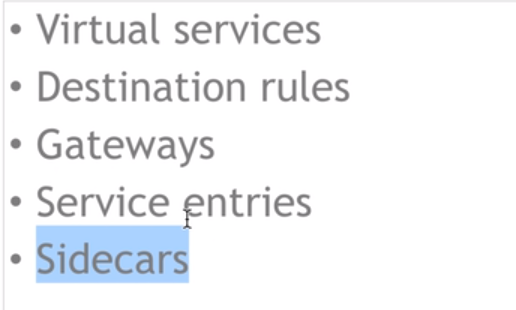 • Virtual services
• Destination rules
• Gateways
• Service entries
• Sidecars